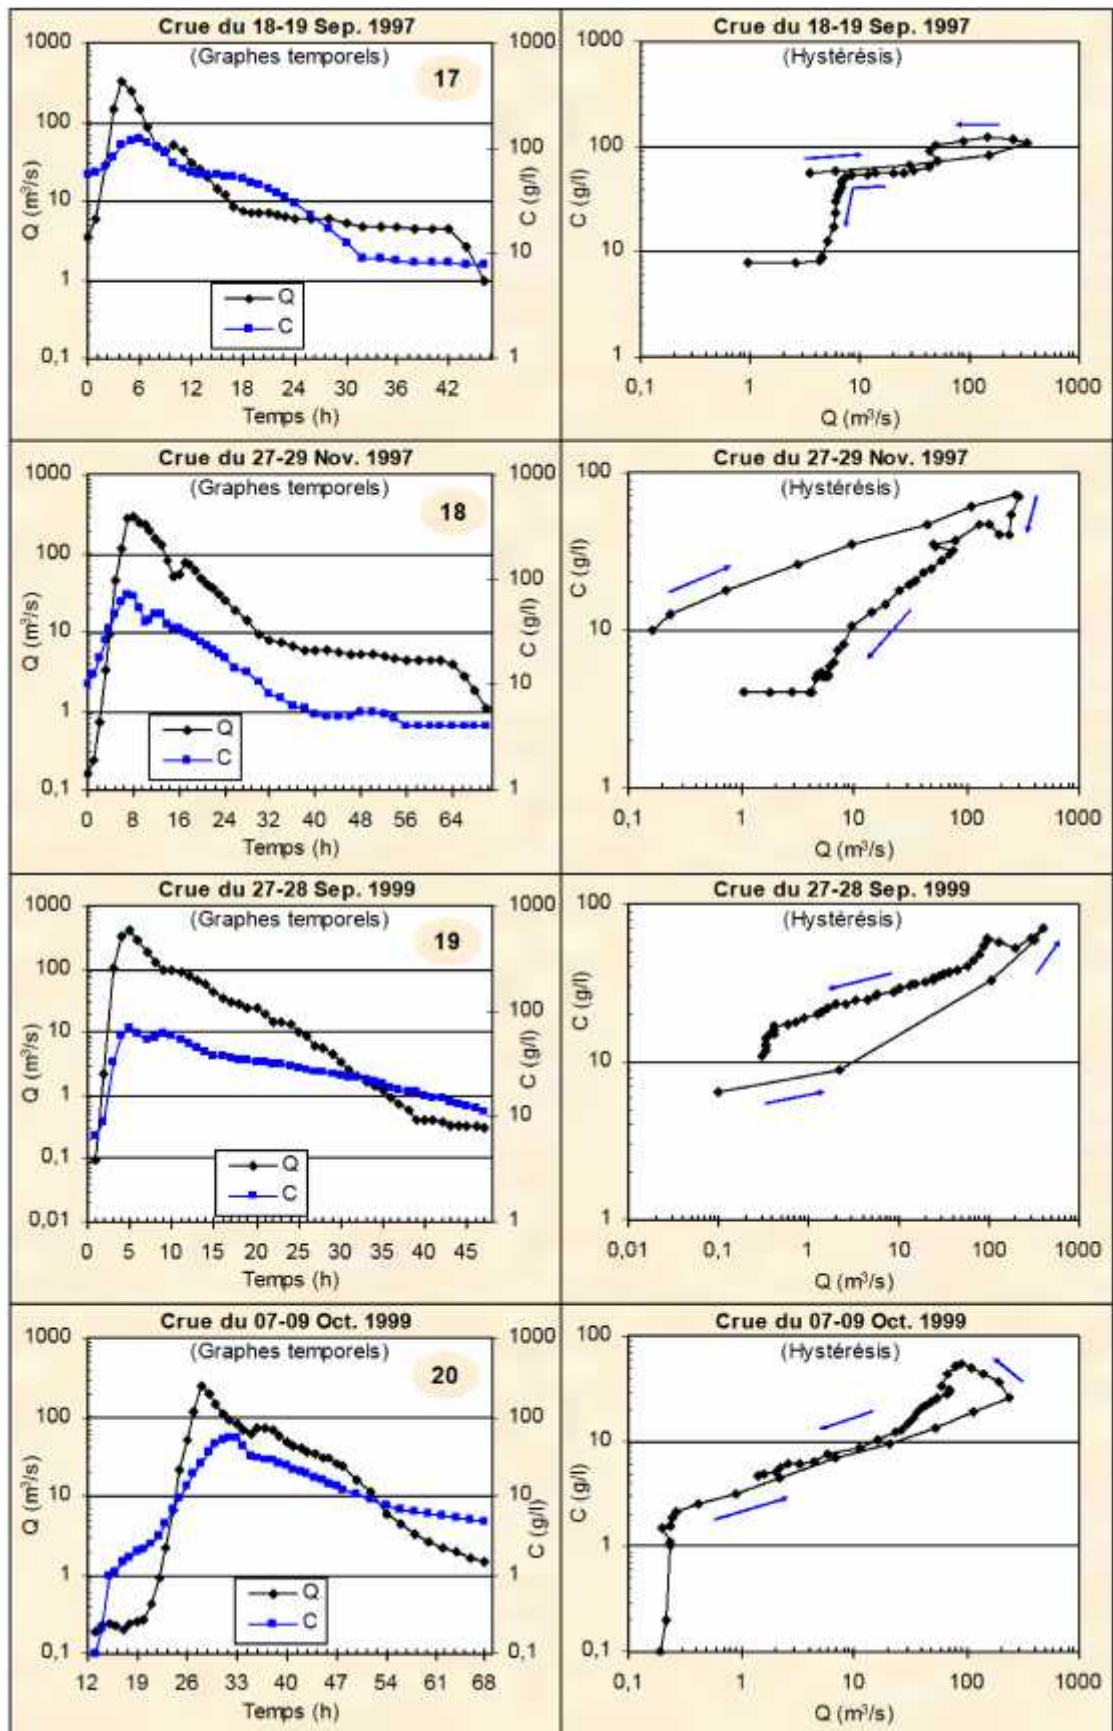 Crue du 18-19 Sep. 1997
(Graphes temporels)
17
1000
100
10
1
0,1
Q (m³/s)
1000
100
10
1
C (g/l)
Q
C
0 6 12 18 24 30 36 42
Temps (h)
Crue du 18-19 Sep. 1997
(Hystérésis)
1000
100
10
1
C (g/l)
0,1 1 10 100 1000
Q (m³/s)
Crue du 27-29 Nov. 1997
(Graphes temporels)
18
1000
100
10
1
0,1
Q (m³/s)
1000
100
10
1
C (g/l)
Q
C
0 8 16 24 32 40 48 56 64
Temps (h)
Crue du 27-29 Nov. 1997
(Hystérésis)
100
10
1
C (g/l)
0,1 1 10 100 1000
Q (m³/s)
Crue du 27-28 Sep. 1999
(Graphes temporels)
19
1000
100
10
1
0,1
0,01
Q (m³/s)
1000
100
10
1
C (g/l)
Q
C
0 5 10 15 20 25 30 35 40 45
Temps (h)
Crue du 27-28 Sep. 1999
(Hystérésis)
100
10
1
C (g/l)
0,01 0,1 1 10 100 1000
Q (m³/s)
Crue du 07-09 Oct. 1999
(Graphes temporels)
20
1000
100
10
1
0,1
Q (m³/s)
1000
100
10
1
0,1
C (g/l)
Q
C
12 19 26 33 40 47 54 61 68
Temps (h)
Crue du 07-09 Oct. 1999
(Hystérésis)
100
10
1
0,1
C (g/l)
0,1 1 10 100 1000
Q (m³/s)